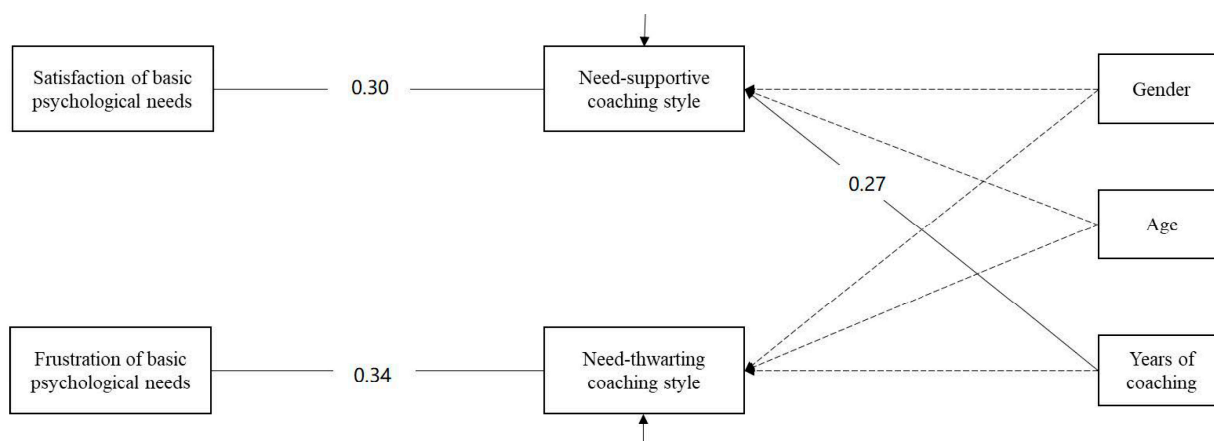 Satisfaction of basic
psychological needs
0.30
Need-supportive
coaching style
Gender
0.27
Age
Frustration of basic
psychological needs
0.34
Need-thwarting
coaching style
Years of
coaching